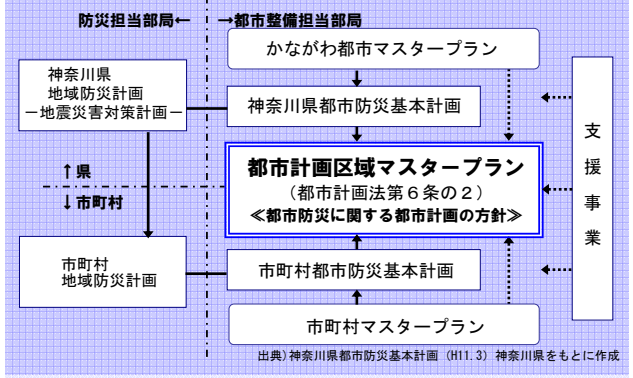 防災担当部局← →都市整備担当部局
かながわ都市マスタープラン
神奈川県
地域防災計画
－地震災害対策計画－
神奈川県都市防災基本計画
支援事業
都市計画区域マスタープラン
（都市計画法第６条の２）
≪都市防災に関する都市計画の方針≫
↑県
↓市町村
市町村
地域防災計画
市町村都市防災基本計画
市町村マスタープラン
出典)神奈川県都市防災基本計画（H11.3）神奈川県をもとに作成